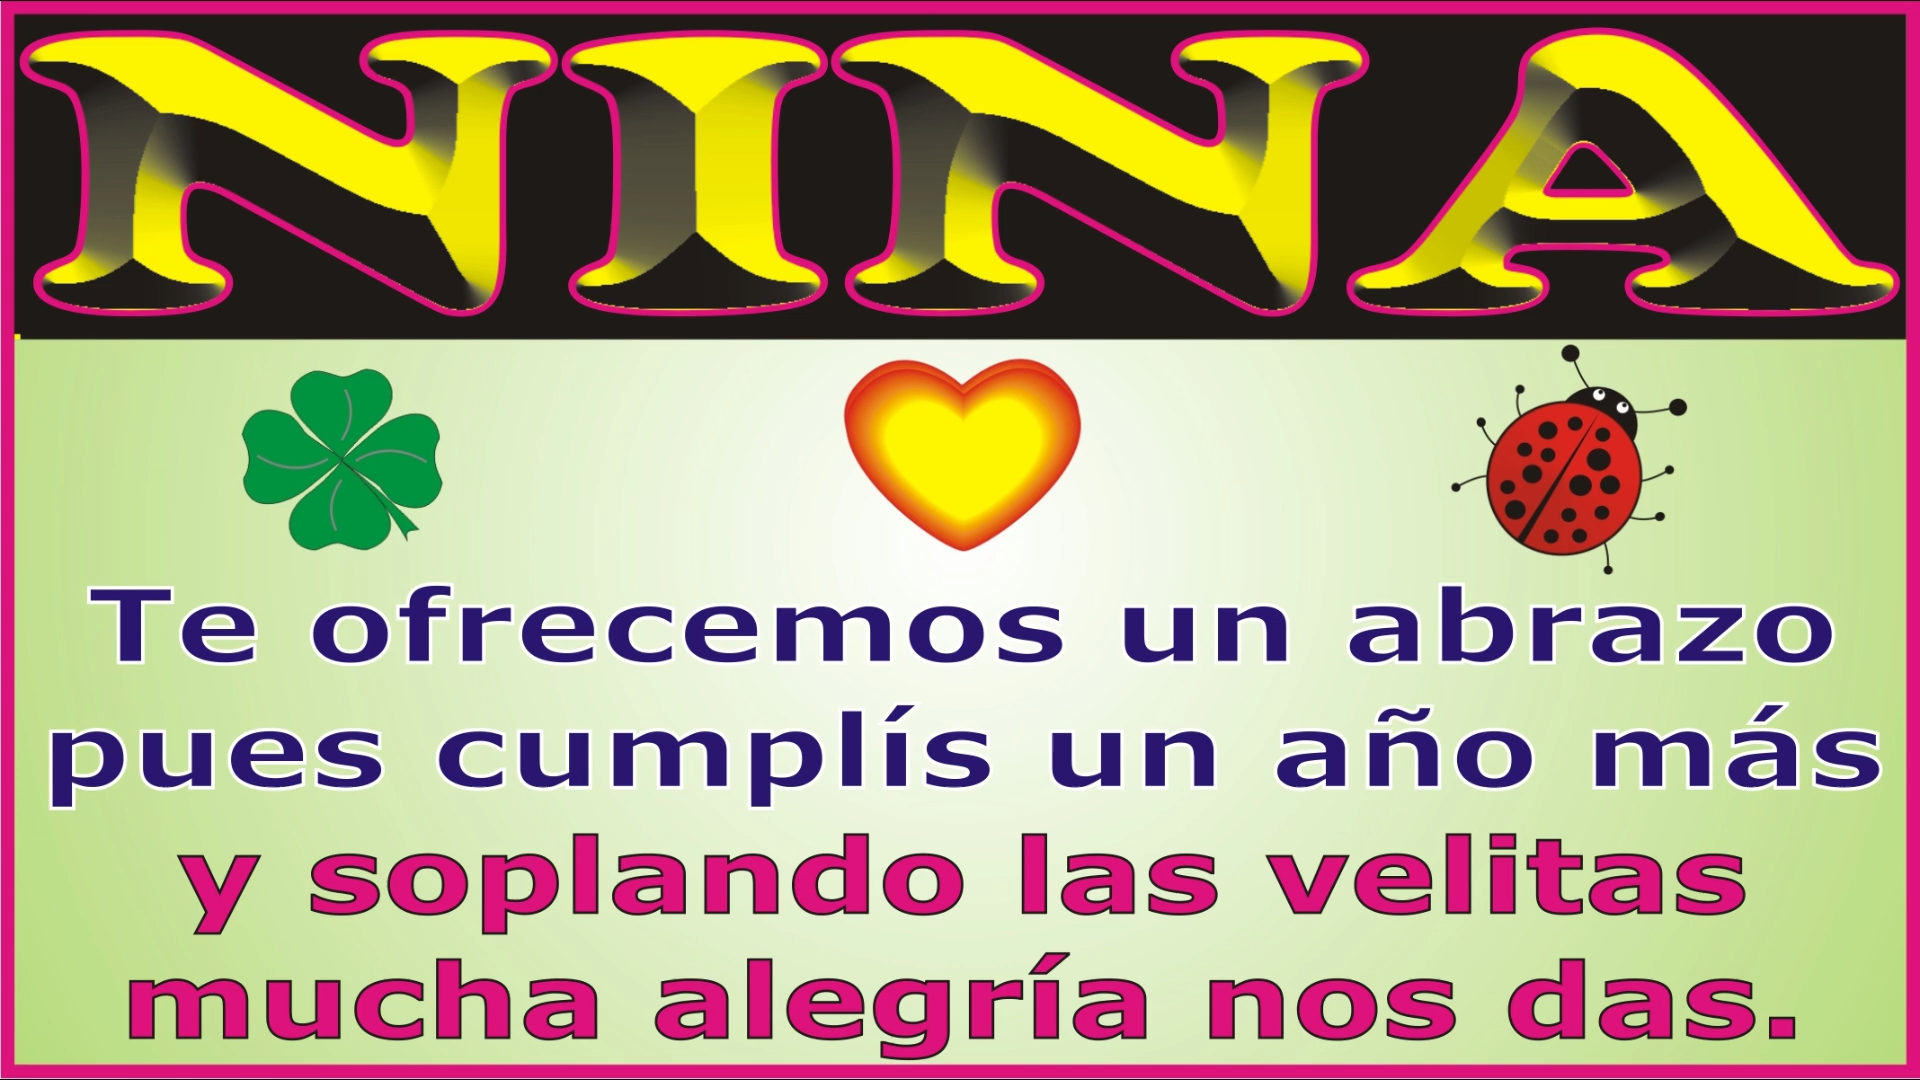 NINA
Te ofrecemos un abrazo
pues cumplís un año más
y soplando las velitas
mucha alegría nos das.